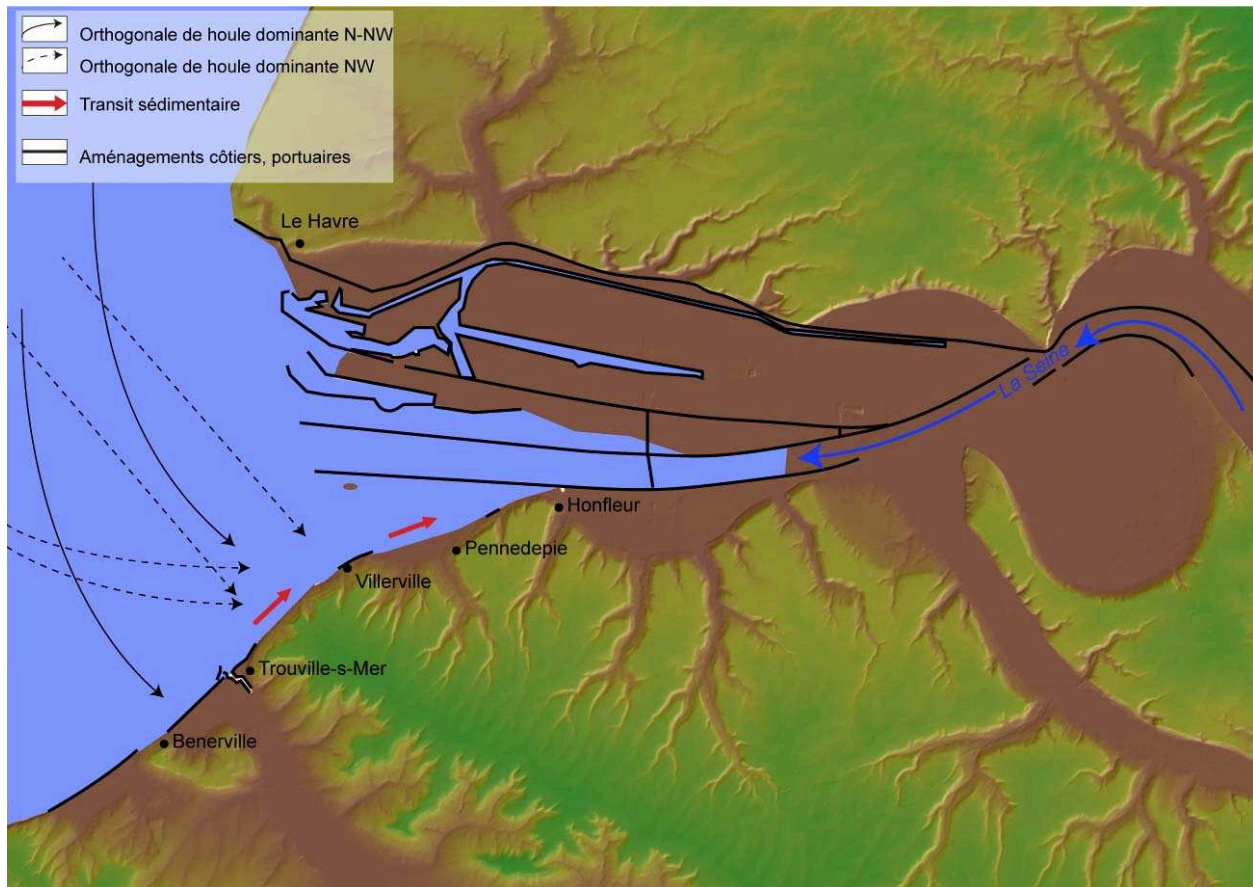 Orthogonale de houle dominante N-NW
Orthogonale de houle dominante NW
Transit sédimentaire
Aménagements côtiers, portuaires
Le Havre
La Seine
Honfleur
Pennedepie
Villerville
Trouville-s-Mer
Benerville